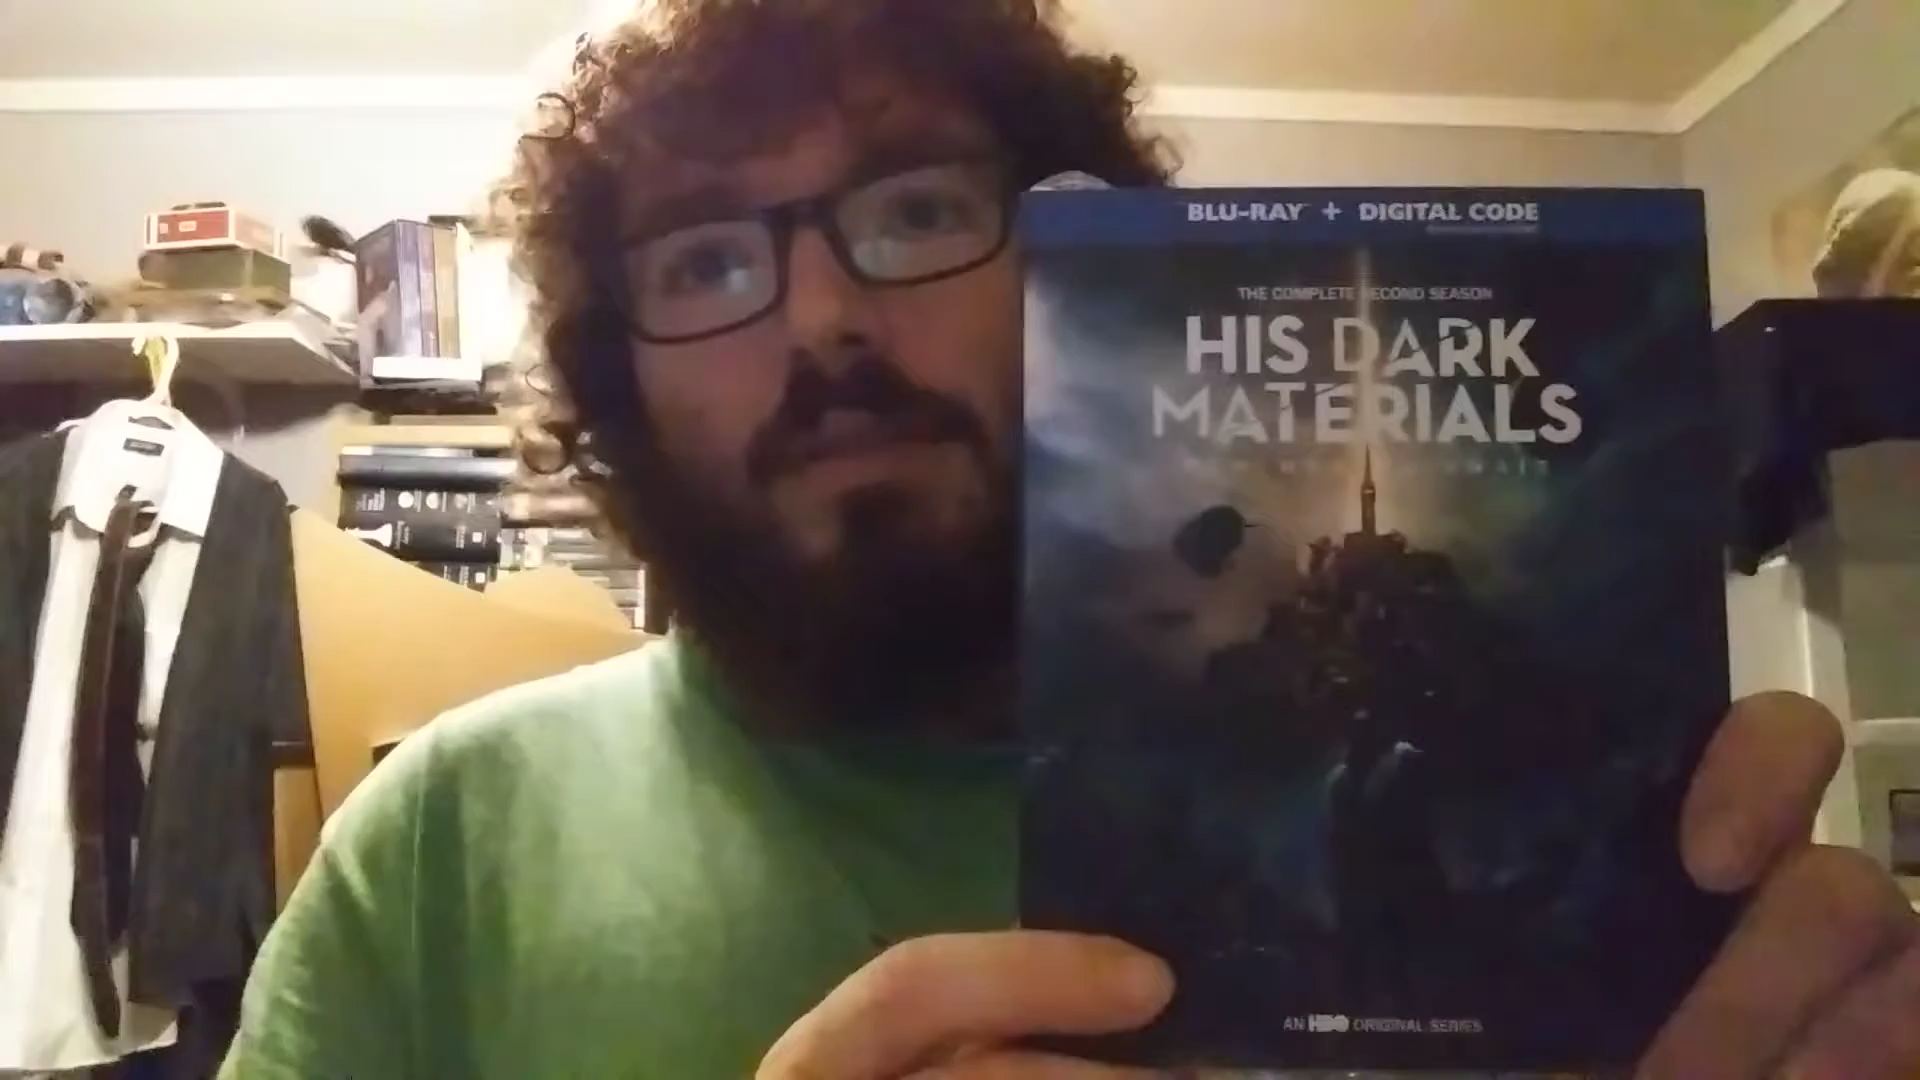 BLU-RAY + DIGITAL CODE
THE COMPLETE SECOND SEASON
HIS DARK
MATERIALS
AN HBO ORIGINAL SERIES